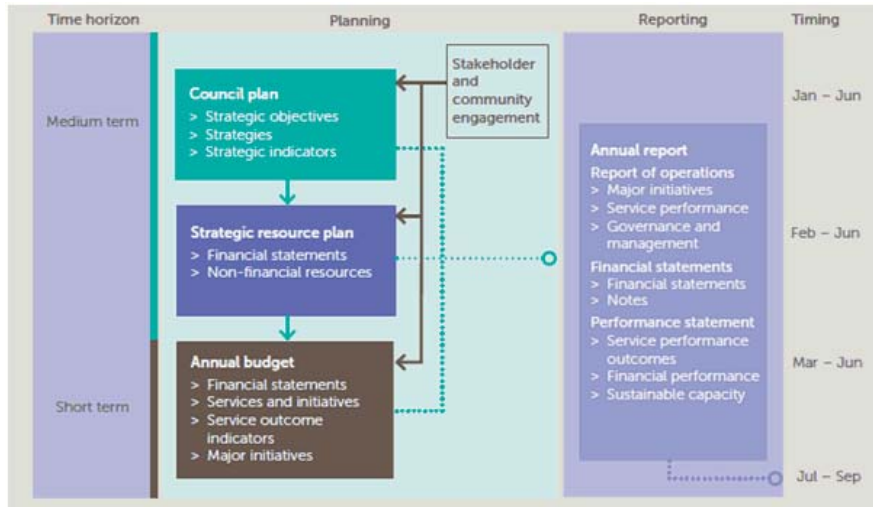 Time horizon
Planning
Reporting
Timing
Medium term
Short term
Council plan
> Strategic objectives
> Strategies
> Strategic indicators
Stakeholder
and
community
engagement
Strategic resource plan
> Financial statements
> Non-financial resources
Annual budget
> Financial statements
> Services and initiatives
> Service outcome
indicators
> Major initiatives
Annual report
Report of operations
> Major initiatives
> Service performance
> Governance and
management
Financial statements
> Financial statements
> Notes
Performance statement
> Service performance
outcomes
> Financial performance
> Sustainable capacity
Jan – Jun
Feb – Jun
Mar – Jun
Jul – Sep